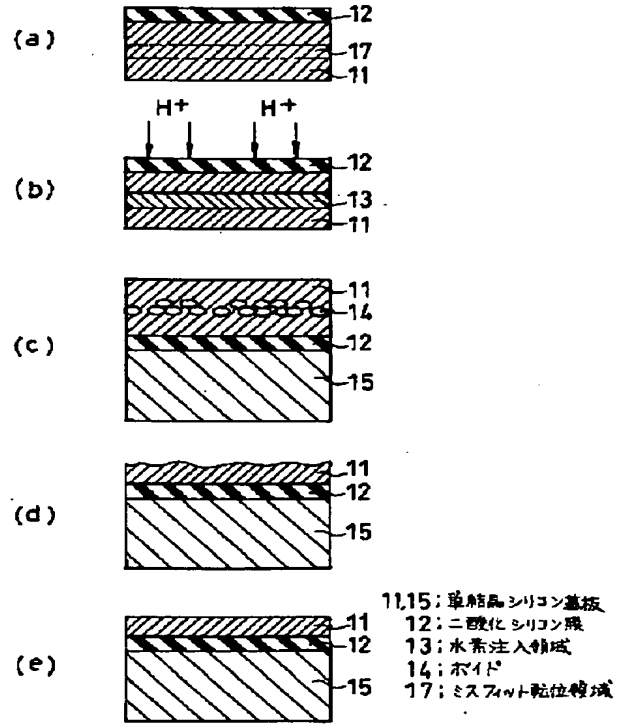 (a)
12
17
11
H+ H+
(b)
12
13
11
(c)
11
14
12
15
(d)
11
12
15
(e)
11
12
15
11,15; 単結晶シリコン基板
12; 二酸化シリコン膜
13; 水素注入領域
14; ボイド
17; ミスフィット転位領域